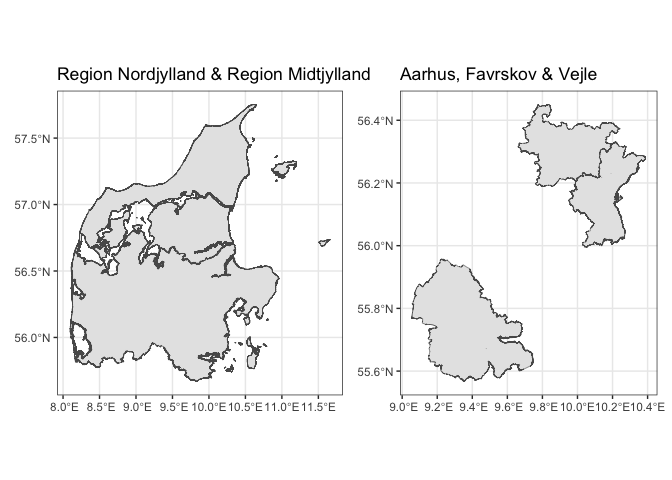 Region Nordjylland & Region Midtjylland
57.5°N
57.0°N
56.5°N
56.0°N
8.0°E 8.5°E 9.0°E 9.5°E 10.0°E 10.5°E 11.0°E 11.5°E
Aarhus, Favrskov & Vejle
56.4°N
56.2°N
56.0°N
55.8°N
55.6°N
9.0°E 9.2°E 9.4°E 9.6°E 9.8°E 10.0°E 10.2°E 10.4°E